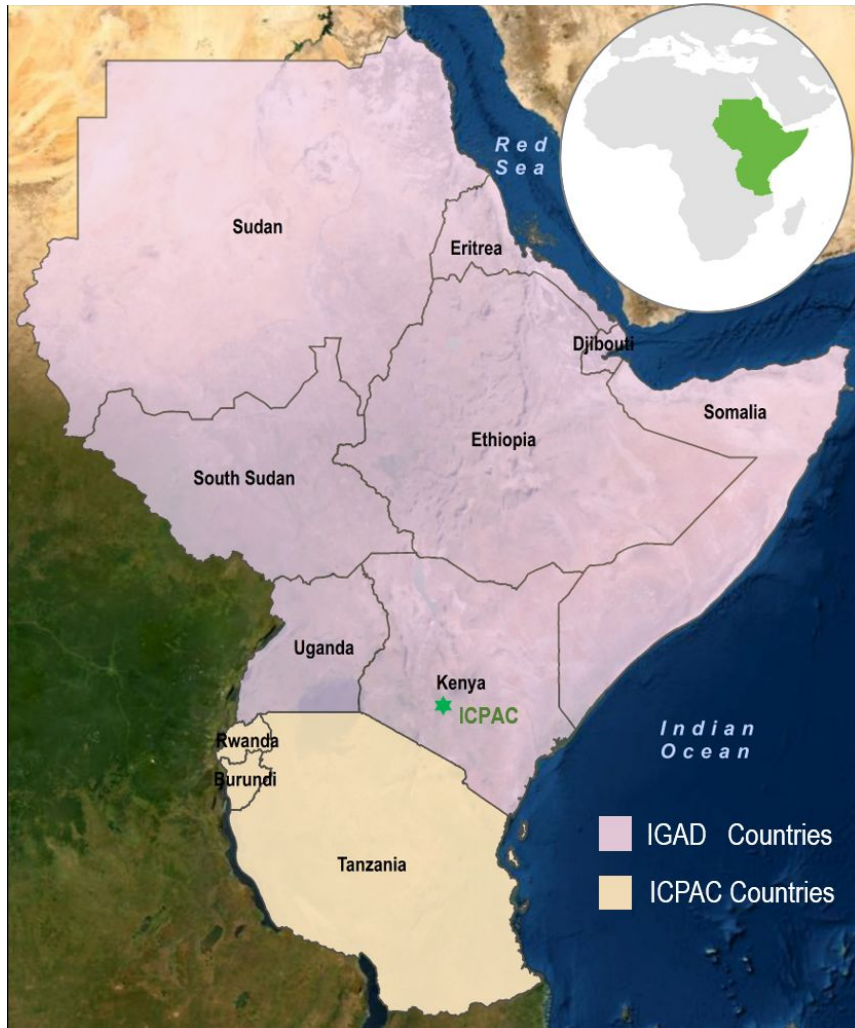 Red
Sea
Sudan
Eritrea
Djibouti
Somalia
Ethiopia
South Sudan
Uganda
Kenya
ICPAC
Rwanda
Burundi
Indian
Ocean
Tanzania
IGAD Countries
ICPAC Countries